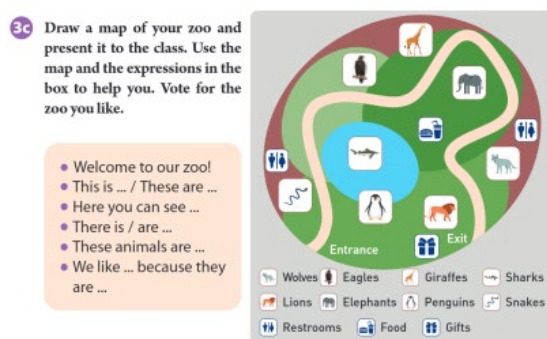 3c Draw a map of your zoo and
present it to the class. Use the
map and the expressions in the
box to help you. Vote for the
zoo you like.
• Welcome to our zoo!
• This is ... / These are ...
• Here you can see ...
• There is / are ...
• These animals are ...
• We like ... because they
are ...
Entrance
Exit
Wolves Eagles Giraffes Sharks
Lions Elephants Penguins Snakes
Restrooms Food Gifts